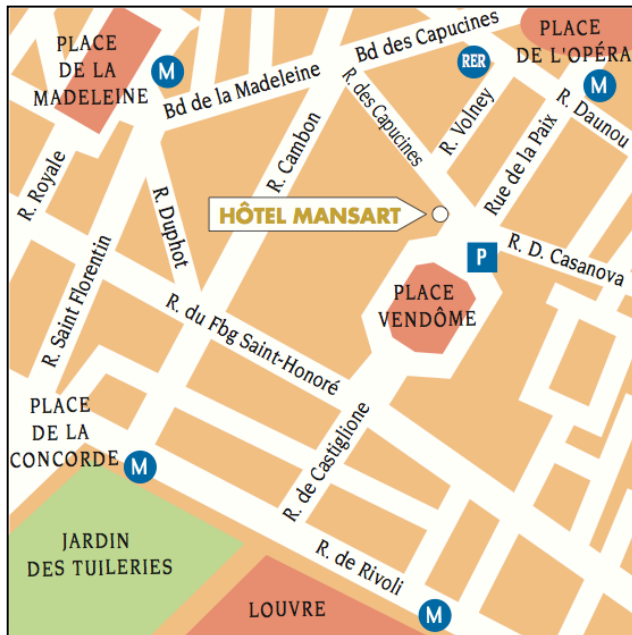 PLACE
DE LA
MADELEINE
M
Bd de la Madeleine
Bd des Capucines
PLACE
DE L'OPÉRA
RER
M
R. des Capucines
R. Volney
R. Daunou
Rue de la Paix
R. Cambon
R. Royale
R. Duphot
HÔTEL MANSART
R. D. Casanova
P
PLACE
VENDÔME
R. Saint Florentin
R. du Fbg Saint-Honoré
PLACE
DE LA
CONCORDE
M
R. de Castiglione
JARDIN
DES TUILERIES
R. de Rivoli
LOUVRE
M